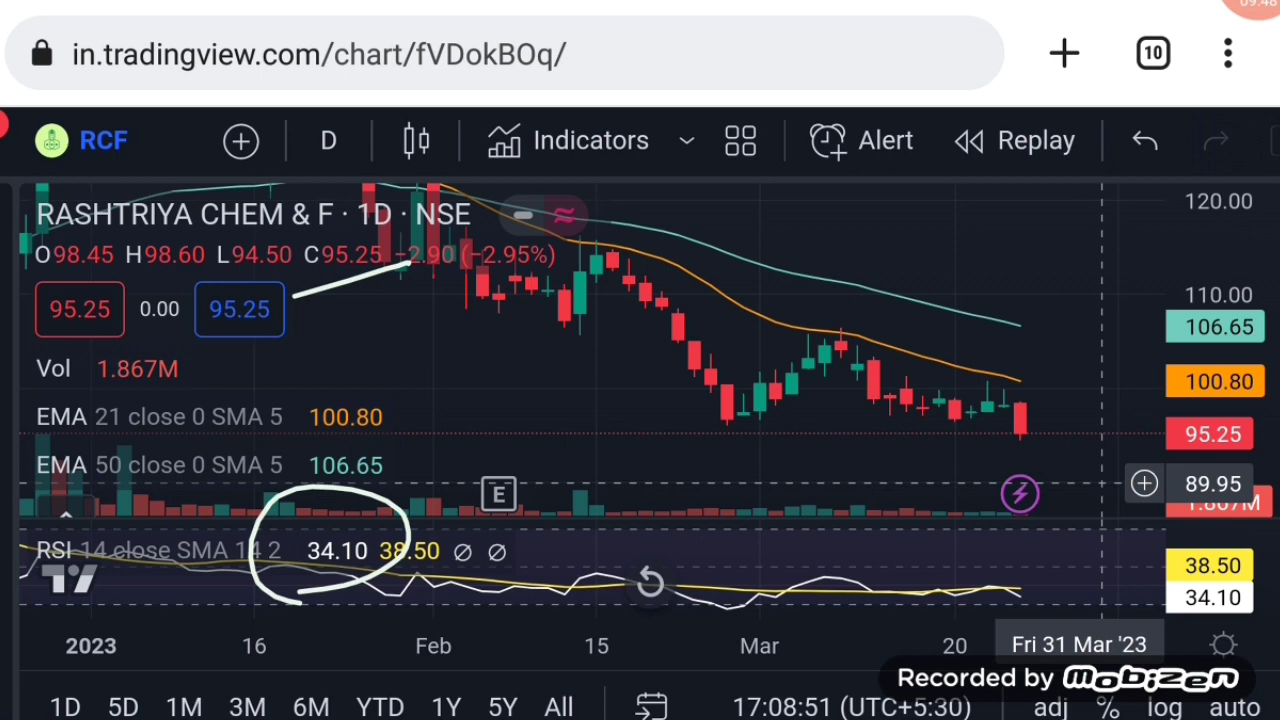 09:48
in.tradingview.com/chart/fVDokBOq/
10
RCF D Indicators Alert Replay
RASHTRIYA CHEM & F · 1D · NSE
O98.45 H98.60 L94.50 C95.25 −2.90 (−2.95%)
95.25 0.00 95.25
Vol 1.867M
EMA 21 close 0 SMA 5 100.80
EMA 50 close 0 SMA 5 106.65
E
RSI 14 close SMA 14 2 34.10 38.50 ∅ ∅
120.00
110.00
106.65
100.80
95.25
89.95
1.867M
38.50
34.10
2023 16 Feb 15 Mar 20 Fri 31 Mar '23
Recorded by mobizen
1D 5D 1M 3M 6M YTD 1Y 5Y All 17:08:51 (UTC+5:30) adj % log auto